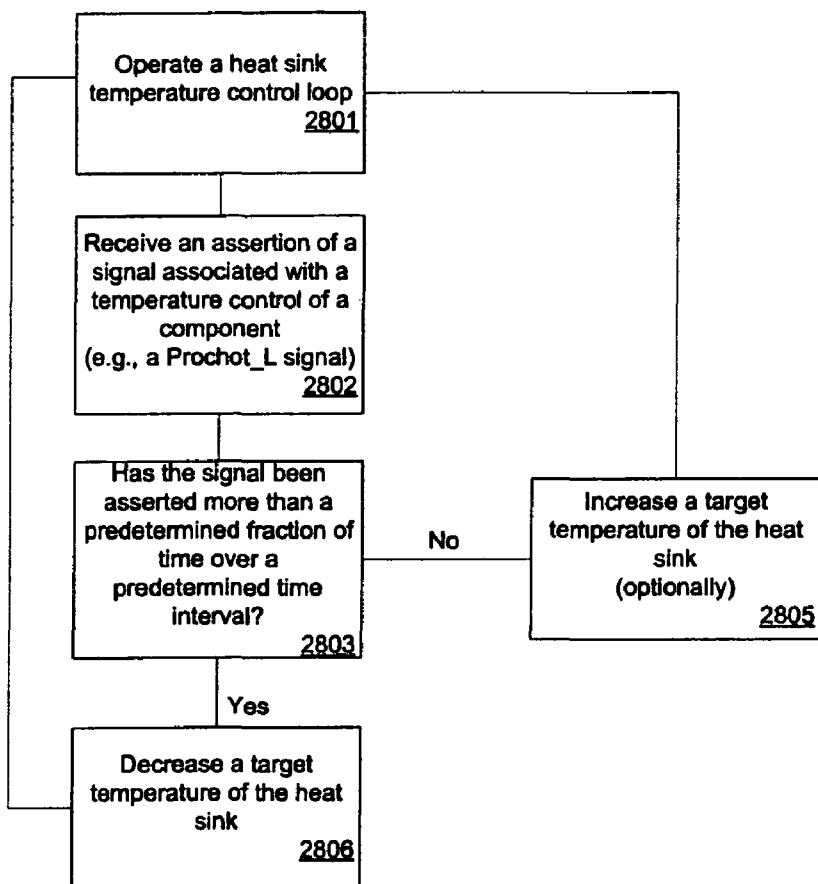 Operate a heat sink
temperature control loop
2801
Receive an assertion of a
signal associated with a
temperature control of a
component
(e.g., a Prochot_L signal)
2802
Has the signal been
asserted more than a
predetermined fraction of
time over a
predetermined time
interval?
2803
No
Increase a target
temperature of the heat
sink
(optionally)
2805
Yes
Decrease a target
temperature of the heat
sink
2806